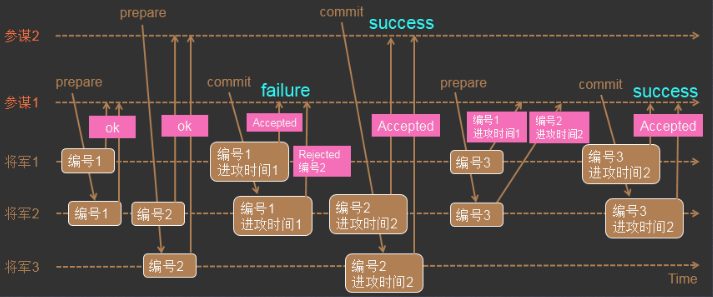 prepare
commit
success
参谋2
prepare
commit
failure
prepare
commit
success
参谋1
ok
ok
Accepted
Accepted
编号1
进攻时间1
编号2
进攻时间2
Accepted
将军1
编号1
编号1
进攻时间1
Rejected
编号2
编号3
编号3
进攻时间2
将军2
编号1
编号2
编号1
进攻时间1
编号2
进攻时间2
编号3
编号3
进攻时间2
将军3
编号2
编号2
进攻时间2
Time